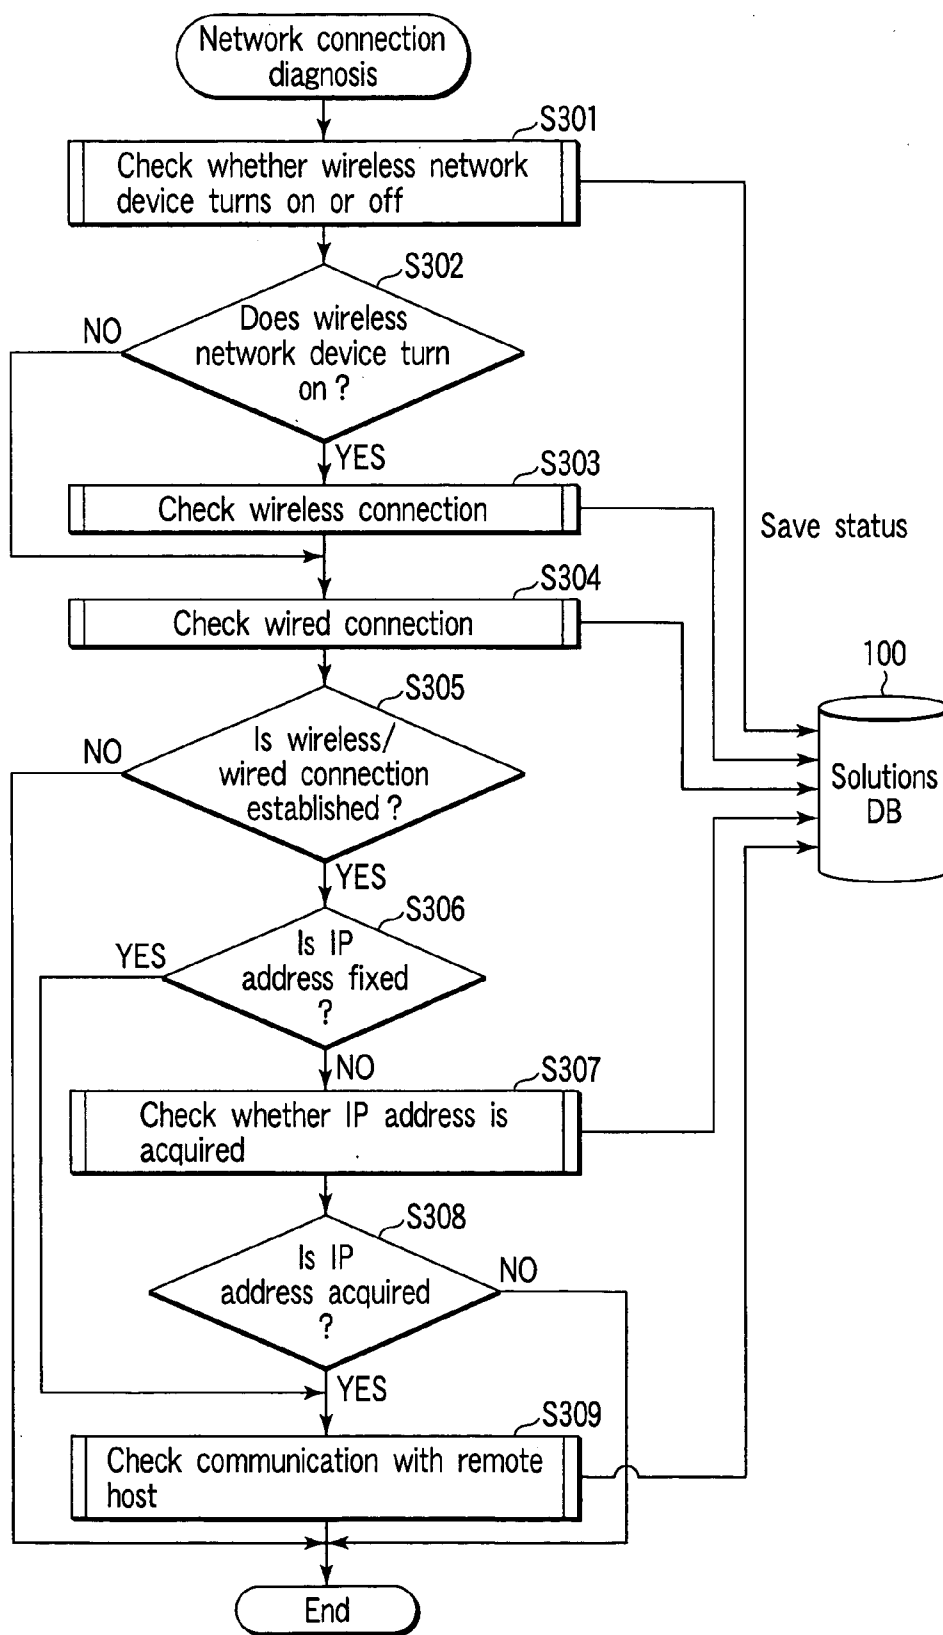 Network connection
diagnosis
S301
Check whether wireless network
device turns on or off
S302
NO
Does wireless
network device turn
on ?
YES
S303
Check wireless connection
Save status
S304
Check wired connection
100
S305
NO
Is wireless/
wired connection
established ?
Solutions
DB
YES
S306
YES
Is IP
address fixed
?
NO
S307
Check whether IP address is
acquired
S308
Is IP
address acquired
?
NO
YES
S309
Check communication with remote
host
End